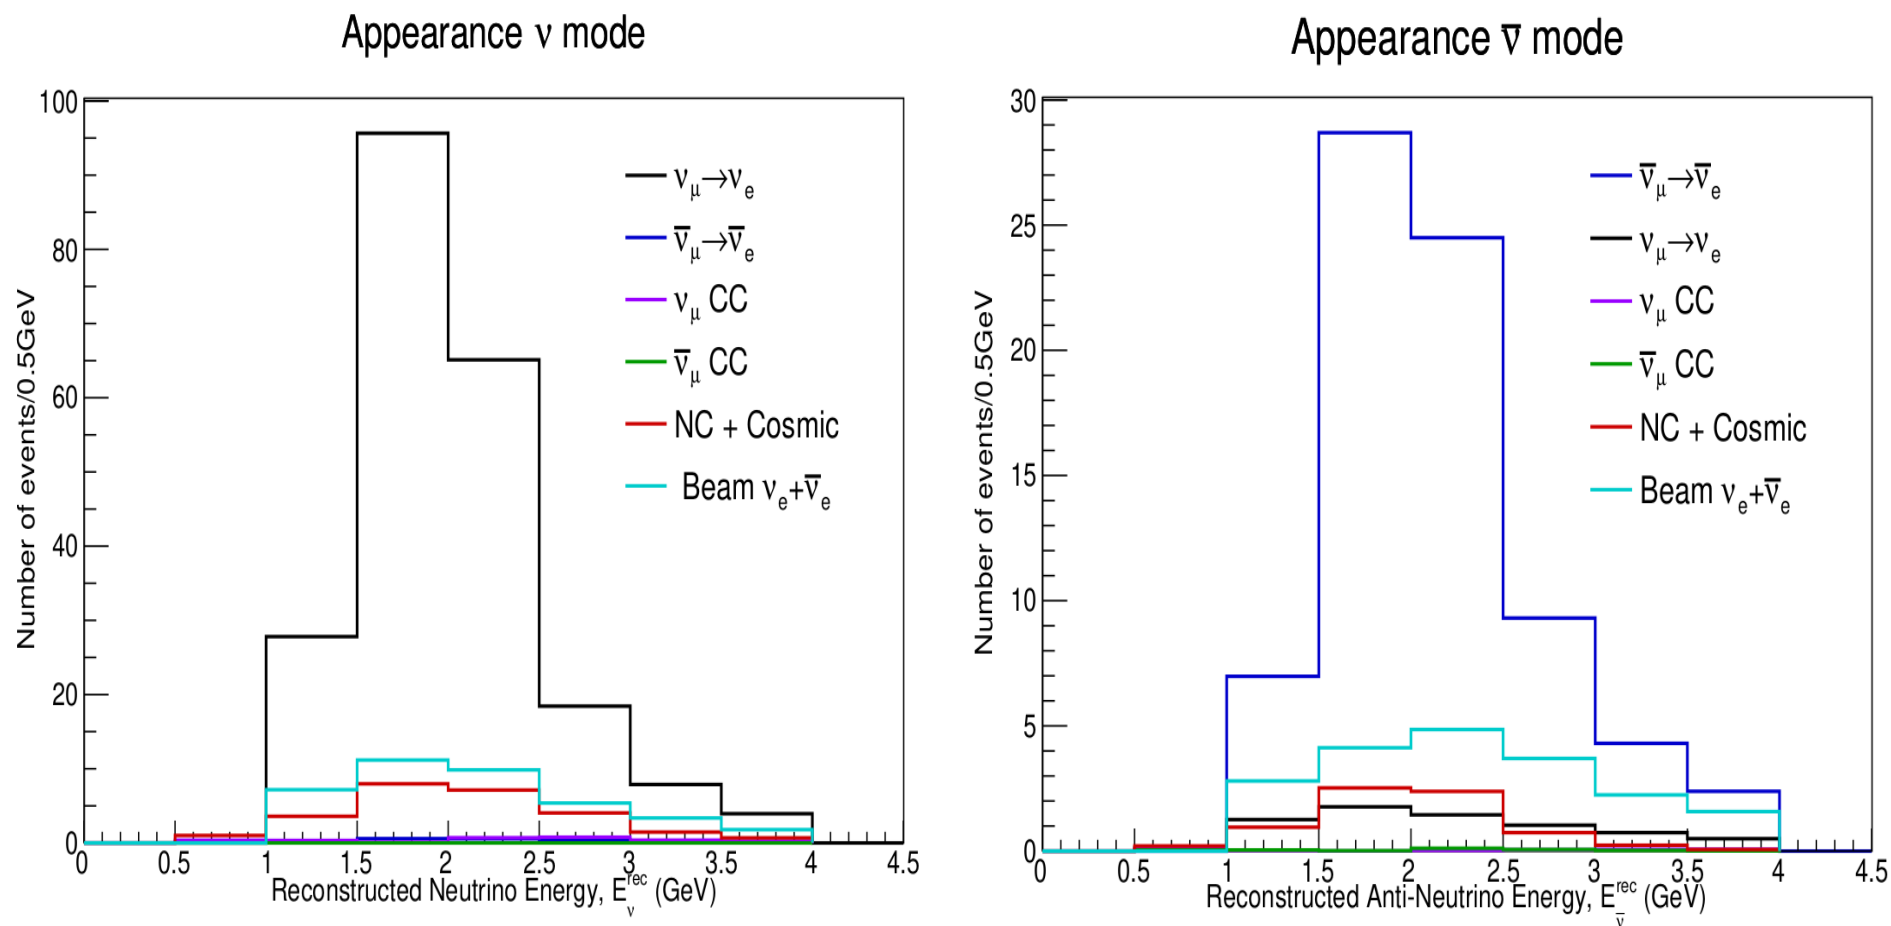 Appearance ν mode
Number of events/0.5GeV
100
80
60
40
20
0
0 0.5 1 1.5 2 2.5 3 3.5 4 4.5
Reconstructed Neutrino Energy, E_ν^rec (GeV)
ν_μ→ν_e
ν̅_μ→ν̅_e
ν_μ CC
ν̅_μ CC
NC + Cosmic
Beam ν_e+ν̅_e
Appearance ν̅ mode
Number of events/0.5GeV
30
25
20
15
10
5
0
0 0.5 1 1.5 2 2.5 3 3.5 4 4.5
Reconstructed Anti-Neutrino Energy, E_ν̅^rec (GeV)
ν̅_μ→ν̅_e
ν_μ→ν_e
ν_μ CC
ν̅_μ CC
NC + Cosmic
Beam ν_e+ν̅_e